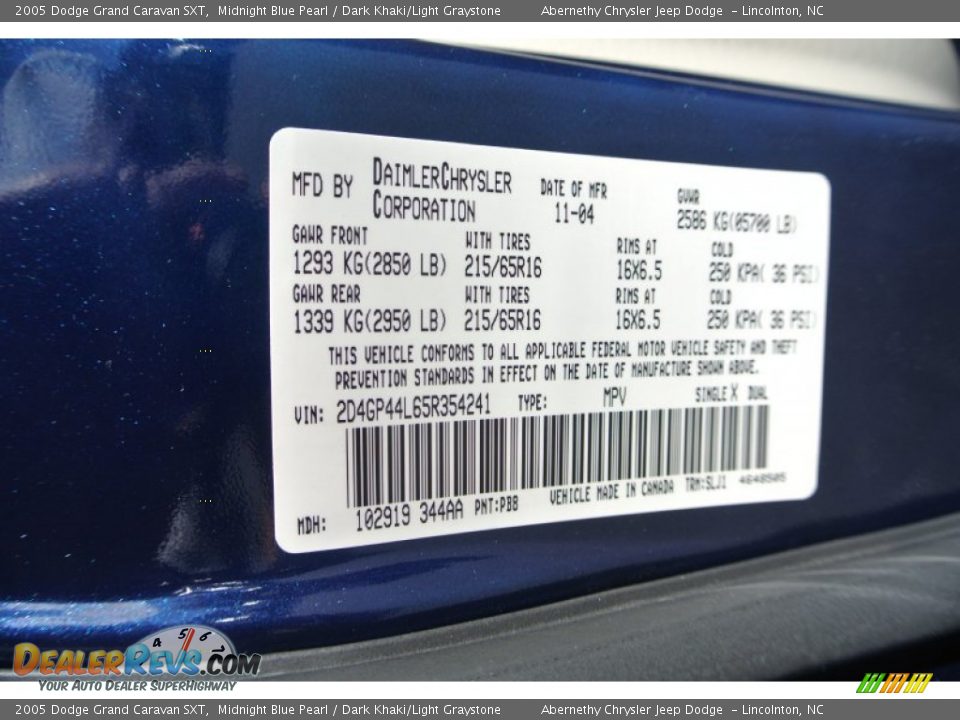 2005 Dodge Grand Caravan SXT, Midnight Blue Pearl / Dark Khaki/Light Graystone Abernethy Chrysler Jeep Dodge - Lincolnton, NC
MFD BY DAIMLERCHRYSLER CORPORATION DATE OF MFR 11-04 GVWR 2586 KG(05700 LB)
GAWR FRONT WITH TIRES RIMS AT COLD
1293 KG(2850 LB) 215/65R16 16X6.5 250 KPA( 36 PSI)
GAWR REAR WITH TIRES RIMS AT COLD
1339 KG(2950 LB) 215/65R16 16X6.5 250 KPA( 36 PSI)
THIS VEHICLE CONFORMS TO ALL APPLICABLE FEDERAL MOTOR VEHICLE SAFETY AND THEFT
PREVENTION STANDARDS IN EFFECT ON THE DATE OF MANUFACTURE SHOWN ABOVE.
VIN: 2D4GP44L65R354241 TYPE: MPV SINGLE X DUAL
MDH: 102919 344AA PNT:PB8 VEHICLE MADE IN CANADA TRM:SLJ1 4648505
4 5 6 7
DEALERREVS.COM
YOUR AUTO DEALER SUPERHIGHWAY
2005 Dodge Grand Caravan SXT, Midnight Blue Pearl / Dark Khaki/Light Graystone Abernethy Chrysler Jeep Dodge - Lincolnton, NC